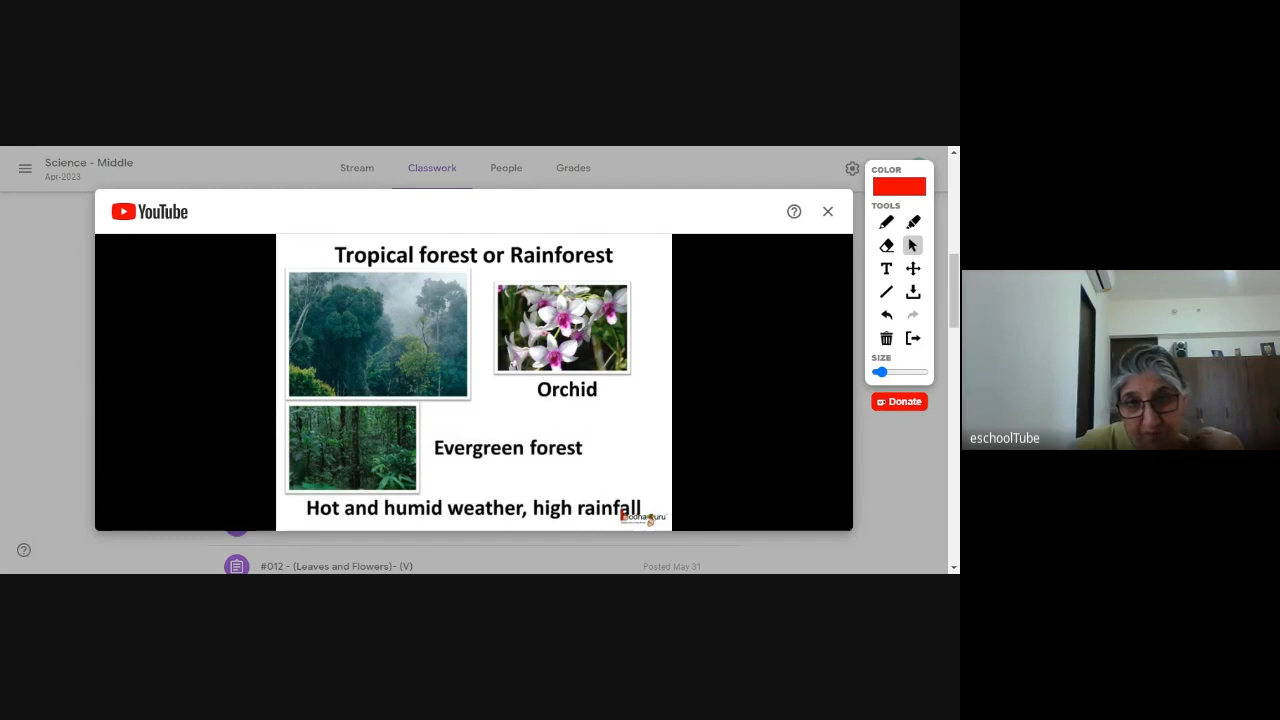 Science - Middle
Apr-2023
Stream
Classwork
People
Grades
YouTube
Tropical forest or Rainforest
Orchid
Evergreen forest
Hot and humid weather, high rainfall
#012 - (Leaves and Flowers)- (V)
Posted May 31
COLOR
TOOLS
T
SIZE
Donate
eschoolTube